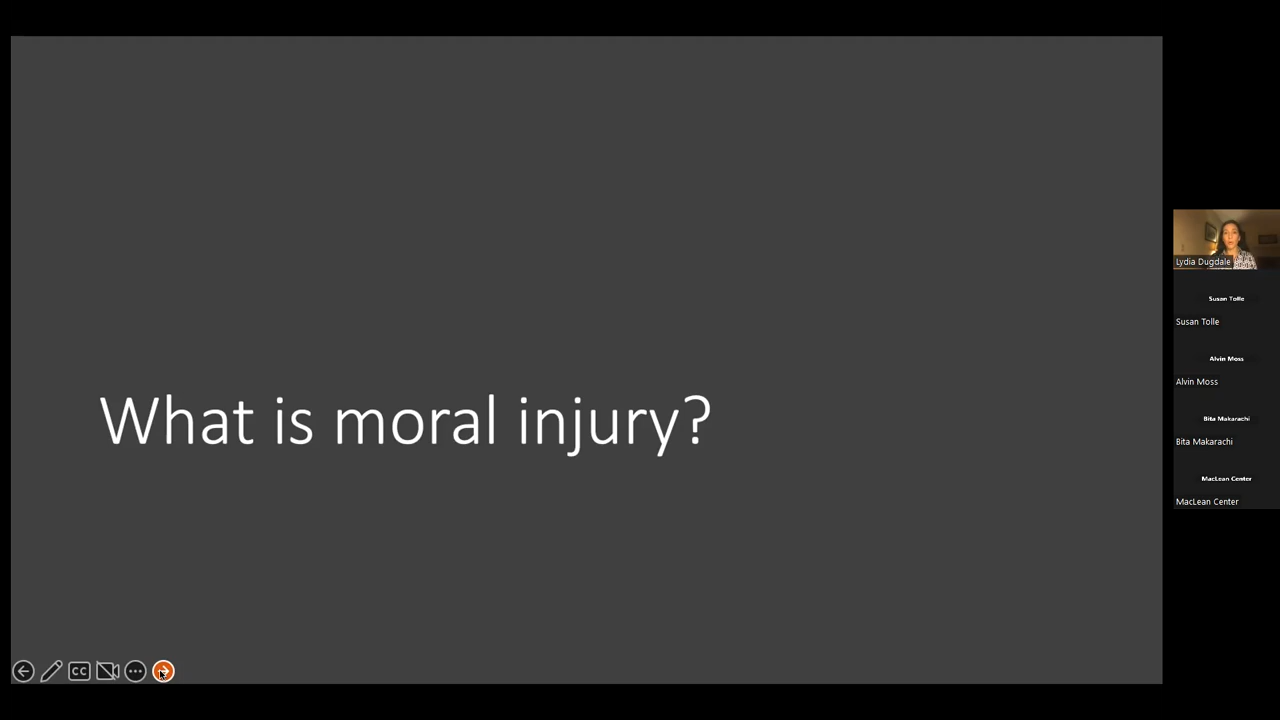 What is moral injury?
CC
Lydia Dugdale
Susan Tolle
Susan Tolle
Alvin Moss
Alvin Moss
Bita Makarachi
Bita Makarachi
MacLean Center
MacLean Center